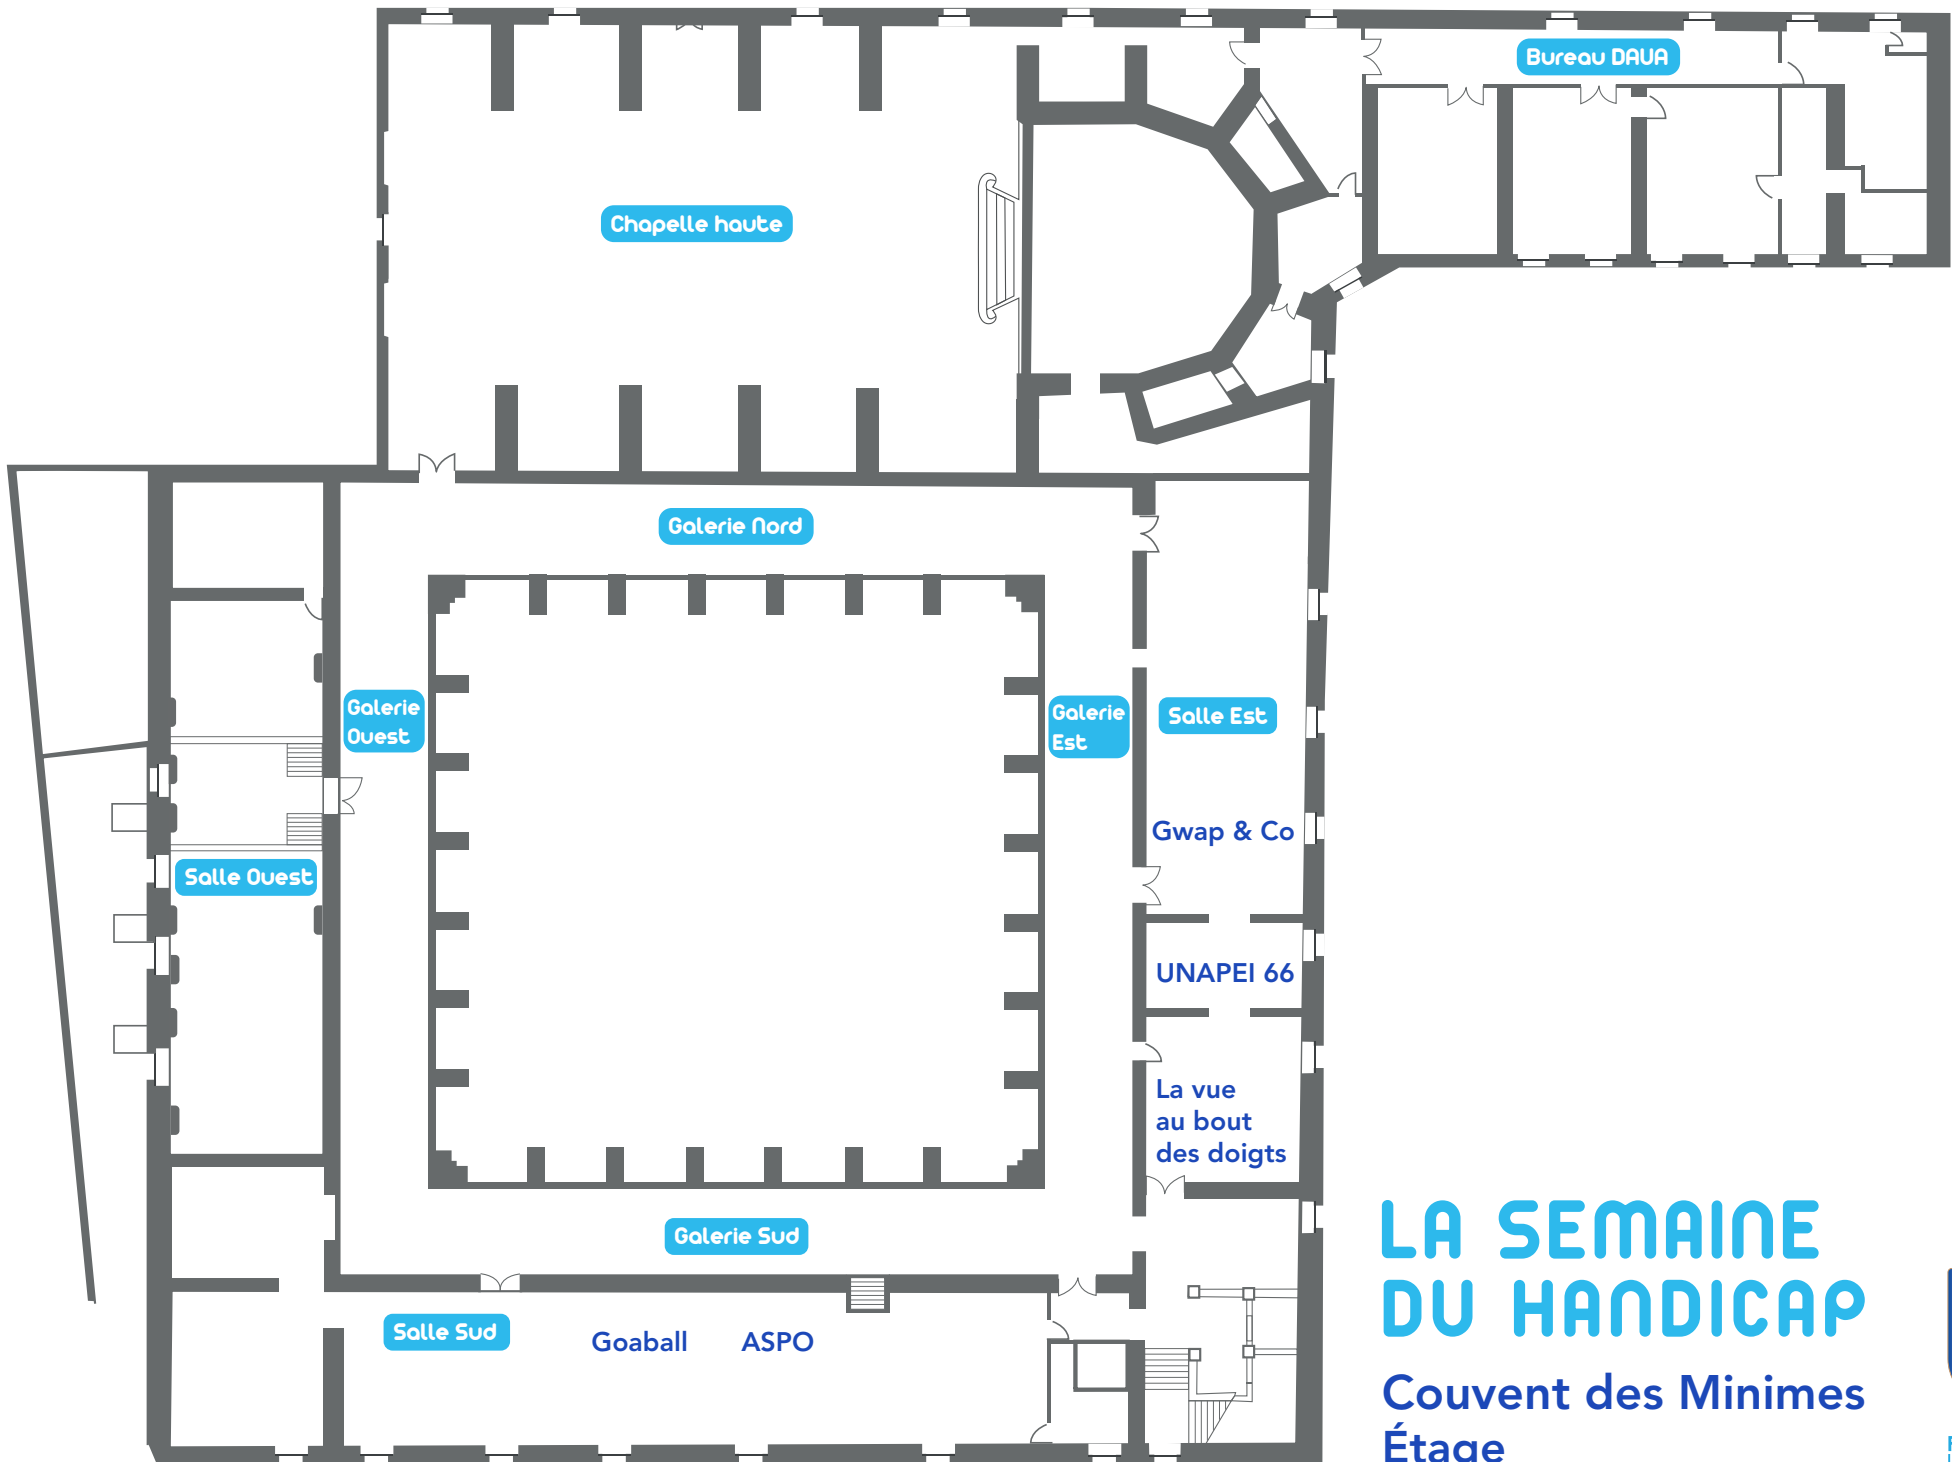 Bureau DAVA
Chapelle haute
Galerie Nord
Galerie
Ouest
Galerie
Est
Salle Est
Gwap & Co
Salle Ouest
UNAPEI 66
La vue
au bout
des doigts
Galerie Sud
Salle Sud
Goaball
ASPO
LA SEMAINE
DU HANDICAP
Couvent des Minimes
Étage